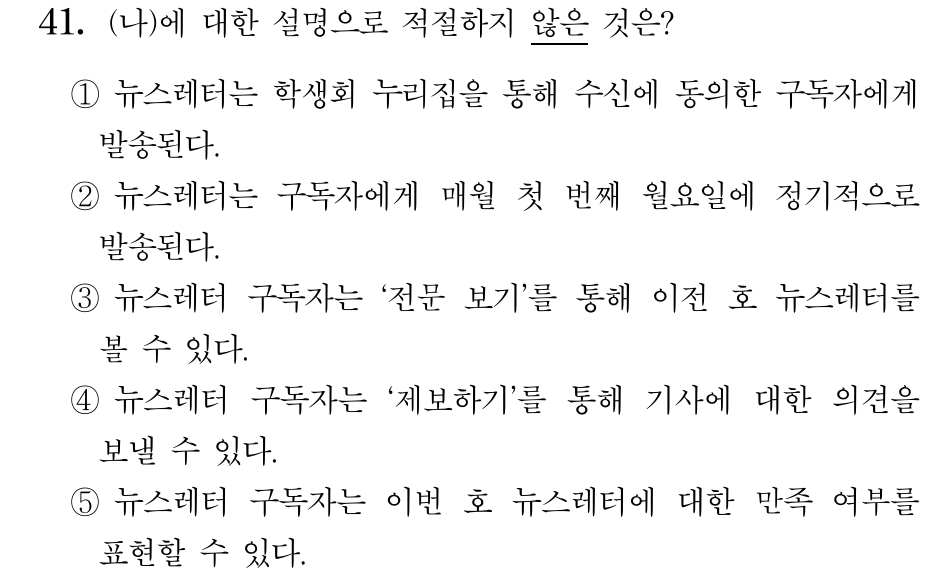 41. (나)에 대한 설명으로 적절하지 않은 것은?
① 뉴스레터는 학생회 누리집을 통해 수신에 동의한 구독자에게
발송된다.
② 뉴스레터는 구독자에게 매월 첫 번째 월요일에 정기적으로
발송된다.
③ 뉴스레터 구독자는 ‘전문 보기’를 통해 이전 호 뉴스레터를
볼 수 있다.
④ 뉴스레터 구독자는 ‘제보하기’를 통해 기사에 대한 의견을
보낼 수 있다.
⑤ 뉴스레터 구독자는 이번 호 뉴스레터에 대한 만족 여부를
표현할 수 있다.